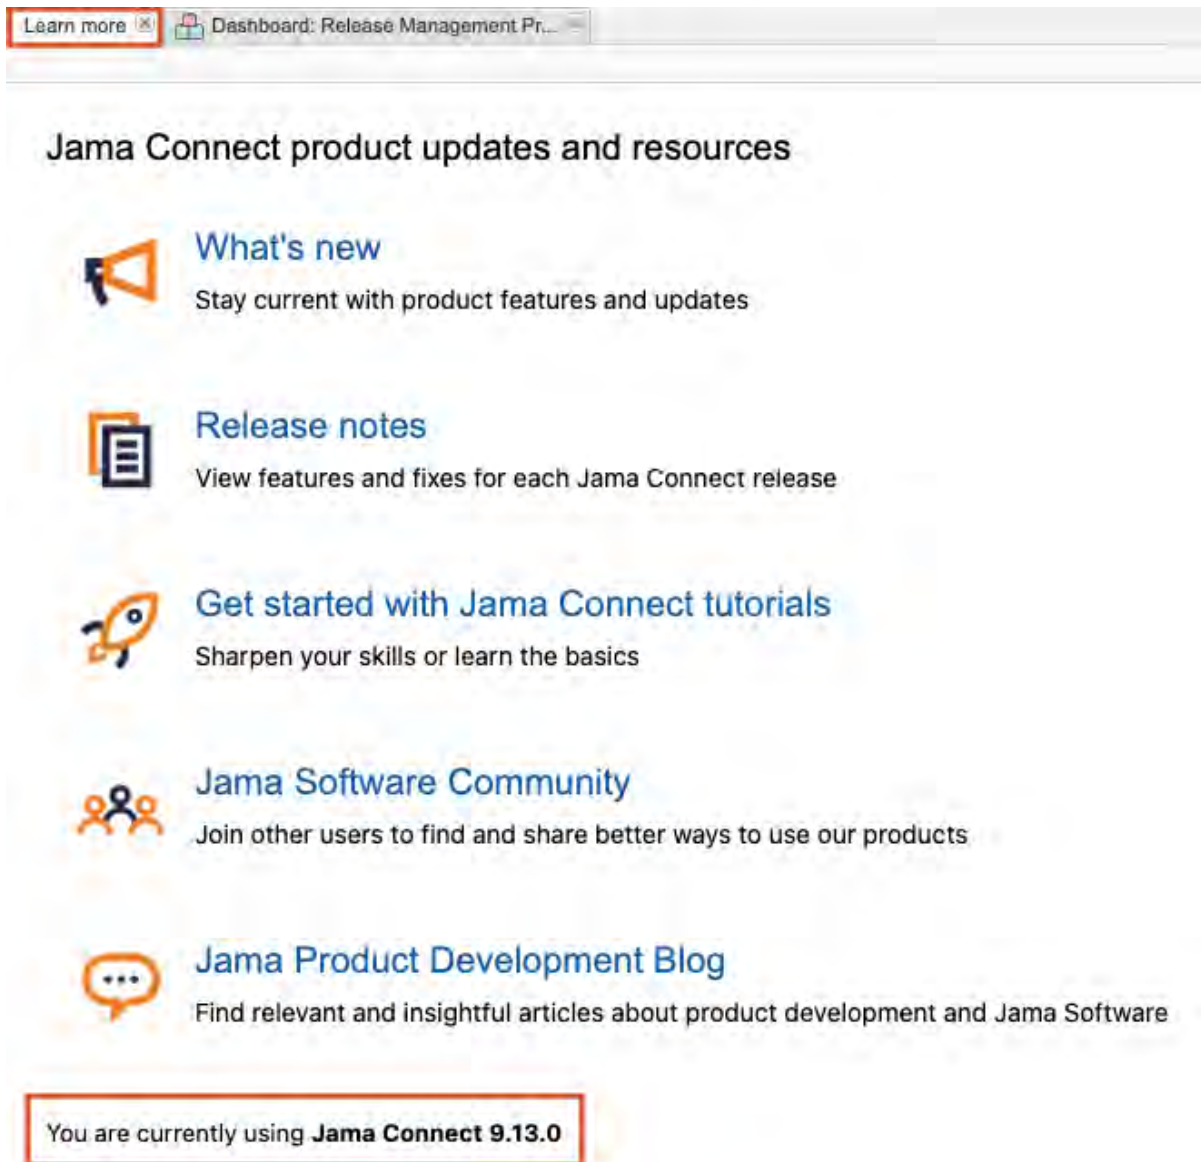 Learn more
Dashboard: Release Management Pr...
Jama Connect product updates and resources
What's new
Stay current with product features and updates
Release notes
View features and fixes for each Jama Connect release
Get started with Jama Connect tutorials
Sharpen your skills or learn the basics
Jama Software Community
Join other users to find and share better ways to use our products
Jama Product Development Blog
Find relevant and insightful articles about product development and Jama Software
You are currently using Jama Connect 9.13.0